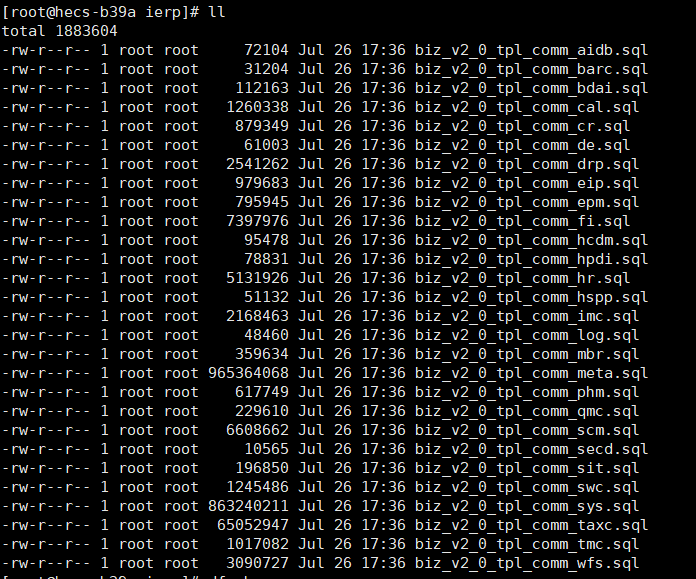 [root@hecs-b39a ierp]# ll
total 1883604
-rw-r--r-- 1 root root     72104 Jul 26 17:36 biz_v2_0_tpl_comm_aidb.sql
-rw-r--r-- 1 root root     31204 Jul 26 17:36 biz_v2_0_tpl_comm_barc.sql
-rw-r--r-- 1 root root    112163 Jul 26 17:36 biz_v2_0_tpl_comm_bdai.sql
-rw-r--r-- 1 root root   1260338 Jul 26 17:36 biz_v2_0_tpl_comm_cal.sql
-rw-r--r-- 1 root root    879349 Jul 26 17:36 biz_v2_0_tpl_comm_cr.sql
-rw-r--r-- 1 root root     61003 Jul 26 17:36 biz_v2_0_tpl_comm_de.sql
-rw-r--r-- 1 root root   2541262 Jul 26 17:36 biz_v2_0_tpl_comm_drp.sql
-rw-r--r-- 1 root root    979683 Jul 26 17:36 biz_v2_0_tpl_comm_eip.sql
-rw-r--r-- 1 root root    795945 Jul 26 17:36 biz_v2_0_tpl_comm_epm.sql
-rw-r--r-- 1 root root   7397976 Jul 26 17:36 biz_v2_0_tpl_comm_fi.sql
-rw-r--r-- 1 root root     95478 Jul 26 17:36 biz_v2_0_tpl_comm_hcdm.sql
-rw-r--r-- 1 root root     78831 Jul 26 17:36 biz_v2_0_tpl_comm_hpdi.sql
-rw-r--r-- 1 root root   5131926 Jul 26 17:36 biz_v2_0_tpl_comm_hr.sql
-rw-r--r-- 1 root root     51132 Jul 26 17:36 biz_v2_0_tpl_comm_hspp.sql
-rw-r--r-- 1 root root   2168463 Jul 26 17:36 biz_v2_0_tpl_comm_imc.sql
-rw-r--r-- 1 root root     48460 Jul 26 17:36 biz_v2_0_tpl_comm_log.sql
-rw-r--r-- 1 root root    359634 Jul 26 17:36 biz_v2_0_tpl_comm_mbr.sql
-rw-r--r-- 1 root root 965364068 Jul 26 17:36 biz_v2_0_tpl_comm_meta.sql
-rw-r--r-- 1 root root    617749 Jul 26 17:36 biz_v2_0_tpl_comm_phm.sql
-rw-r--r-- 1 root root    229610 Jul 26 17:36 biz_v2_0_tpl_comm_qmc.sql
-rw-r--r-- 1 root root   6608662 Jul 26 17:36 biz_v2_0_tpl_comm_scm.sql
-rw-r--r-- 1 root root     10565 Jul 26 17:36 biz_v2_0_tpl_comm_secd.sql
-rw-r--r-- 1 root root    196850 Jul 26 17:36 biz_v2_0_tpl_comm_sit.sql
-rw-r--r-- 1 root root   1245486 Jul 26 17:36 biz_v2_0_tpl_comm_swc.sql
-rw-r--r-- 1 root root 863240211 Jul 26 17:36 biz_v2_0_tpl_comm_sys.sql
-rw-r--r-- 1 root root  65052947 Jul 26 17:36 biz_v2_0_tpl_comm_taxc.sql
-rw-r--r-- 1 root root   1017082 Jul 26 17:36 biz_v2_0_tpl_comm_tmc.sql
-rw-r--r-- 1 root root   3090727 Jul 26 17:36 biz_v2_0_tpl_comm_wfs.sql